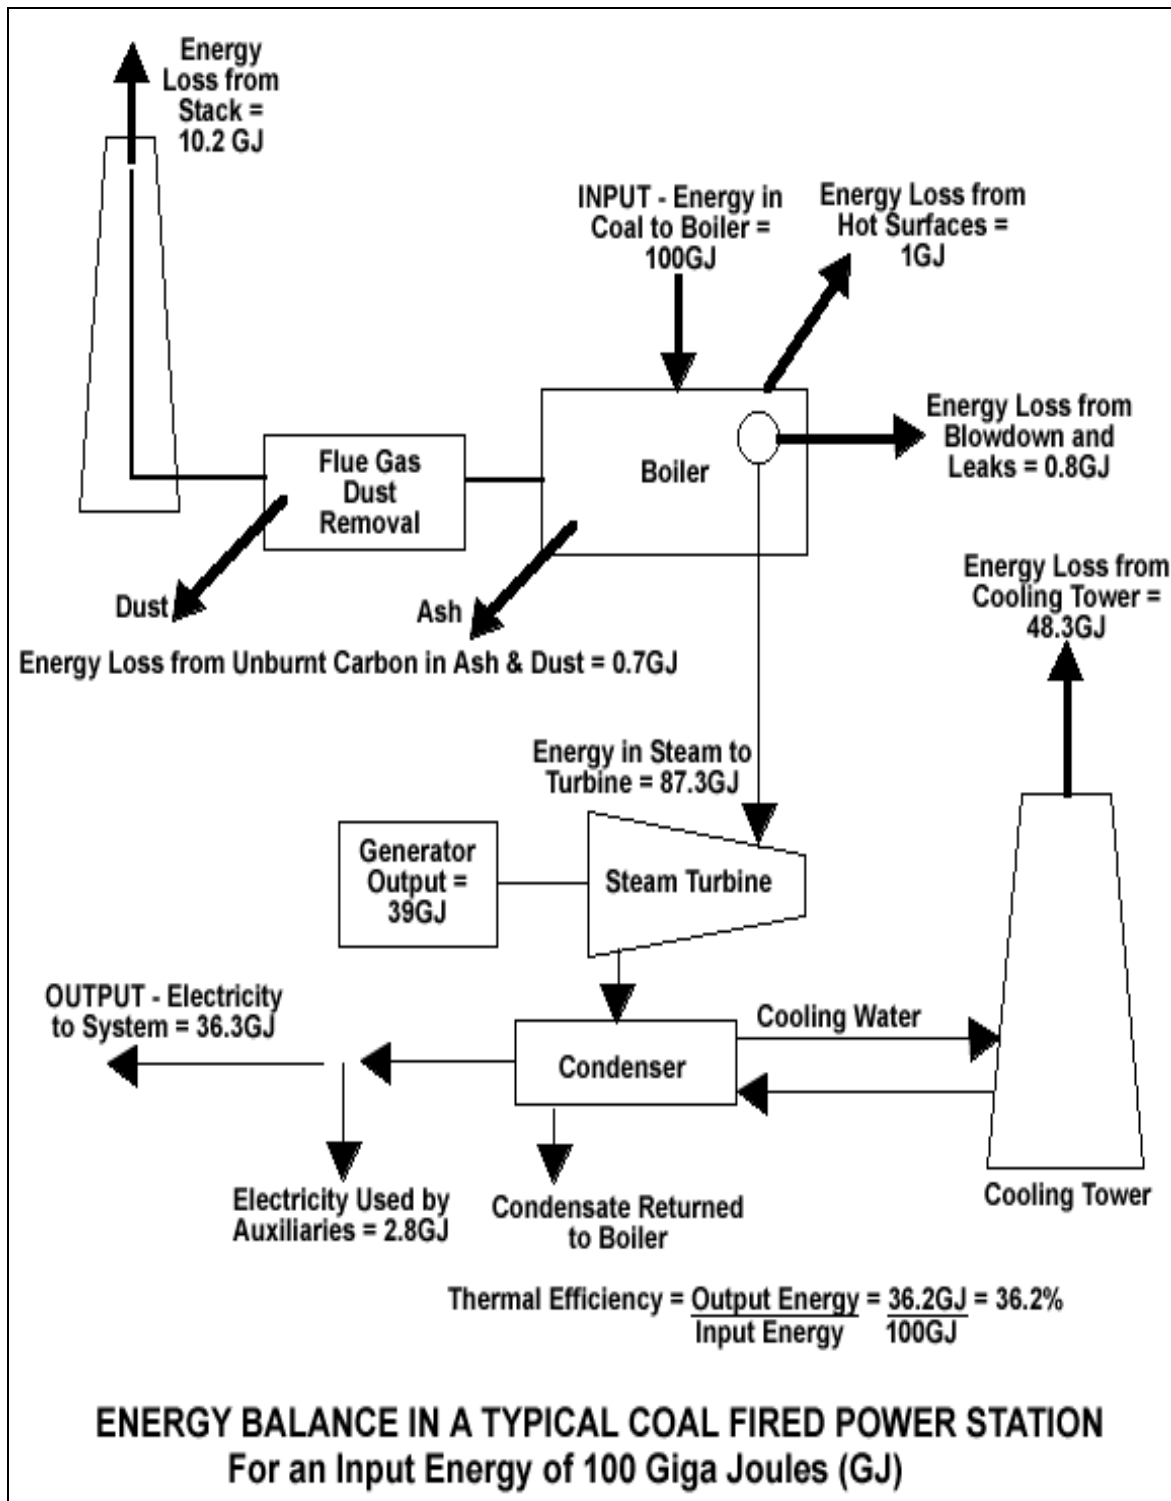 Energy
Loss from
Stack =
10.2 GJ
INPUT - Energy in
Coal to Boiler =
100GJ
Energy Loss from
Hot Surfaces =
1GJ
Energy Loss from
Blowdown and
Leaks = 0.8GJ
Boiler
Flue Gas
Dust
Removal
Dust
Ash
Energy Loss from Unburnt Carbon in Ash & Dust = 0.7GJ
Energy Loss from
Cooling Tower =
48.3GJ
Energy in Steam to
Turbine = 87.3GJ
Generator
Output =
39GJ
Steam Turbine
OUTPUT - Electricity
to System = 36.3GJ
Cooling Water
Condenser
Electricity Used by
Auxiliaries = 2.8GJ
Condensate Returned
to Boiler
Cooling Tower
Thermal Efficiency = Output Energy = 36.2GJ = 36.2%
Input Energy 100GJ
ENERGY BALANCE IN A TYPICAL COAL FIRED POWER STATION
For an Input Energy of 100 Giga Joules (GJ)